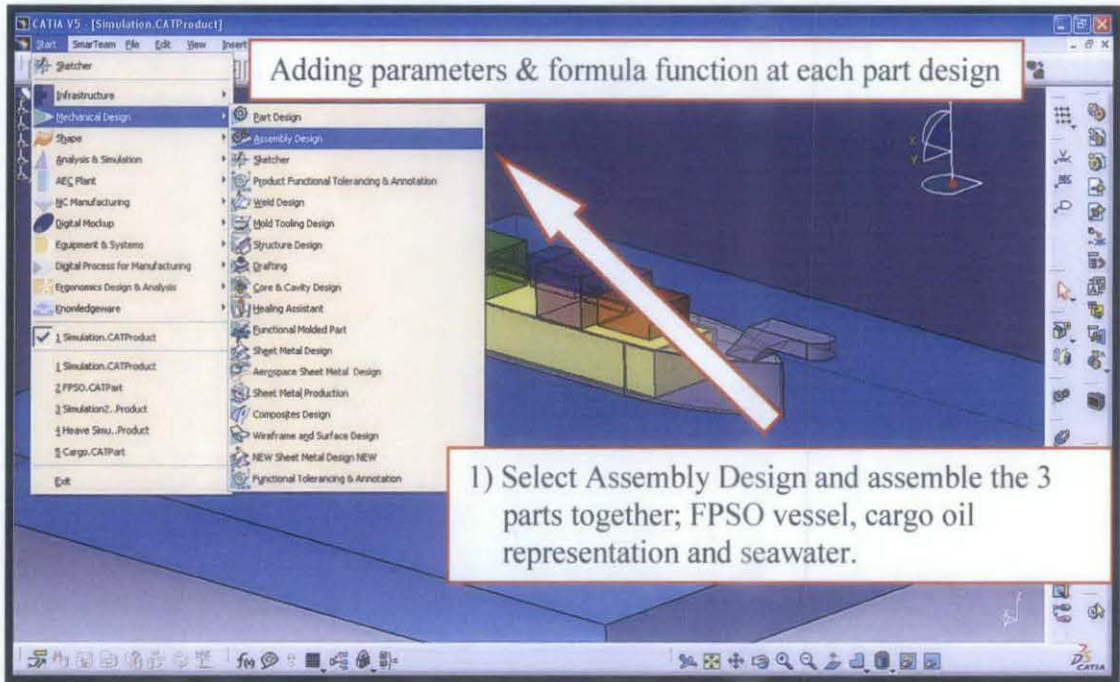 CATIA V5 - [Simulation.CATProduct]
Start SmarTeam File Edit View Insert
Adding parameters & formula function at each part design
Sketcher
Infrastructure
Mechanical Design
Shape
Analysis & Simulation
AEC Plant
NC Manufacturing
Digital Mockup
Equipment & Systems
Digital Process for Manufacturing
Ergonomics Design & Analysis
Knowledgeware
1 Simulation.CATProduct
1 Simulation.CATProduct
2 FPSO.CATPart
3 Simulation2..Product
4 Heave Simu..Product
5 Cargo.CATPart
Exit
Part Design
Assembly Design
Sketcher
Product Functional Tolerancing & Annotation
Weld Design
Mold Tooling Design
Structure Design
Drafting
Core & Cavity Design
Healing Assistant
Functional Molded Part
Sheet Metal Design
Aerospace Sheet Metal Design
Sheet Metal Production
Composites Design
Wireframe and Surface Design
NEW Sheet Metal Design NEW
Functional Tolerancing & Annotation
1) Select Assembly Design and assemble the 3
parts together; FPSO vessel, cargo oil
representation and seawater.
x
y
ABC
z
f(x)
CATIA